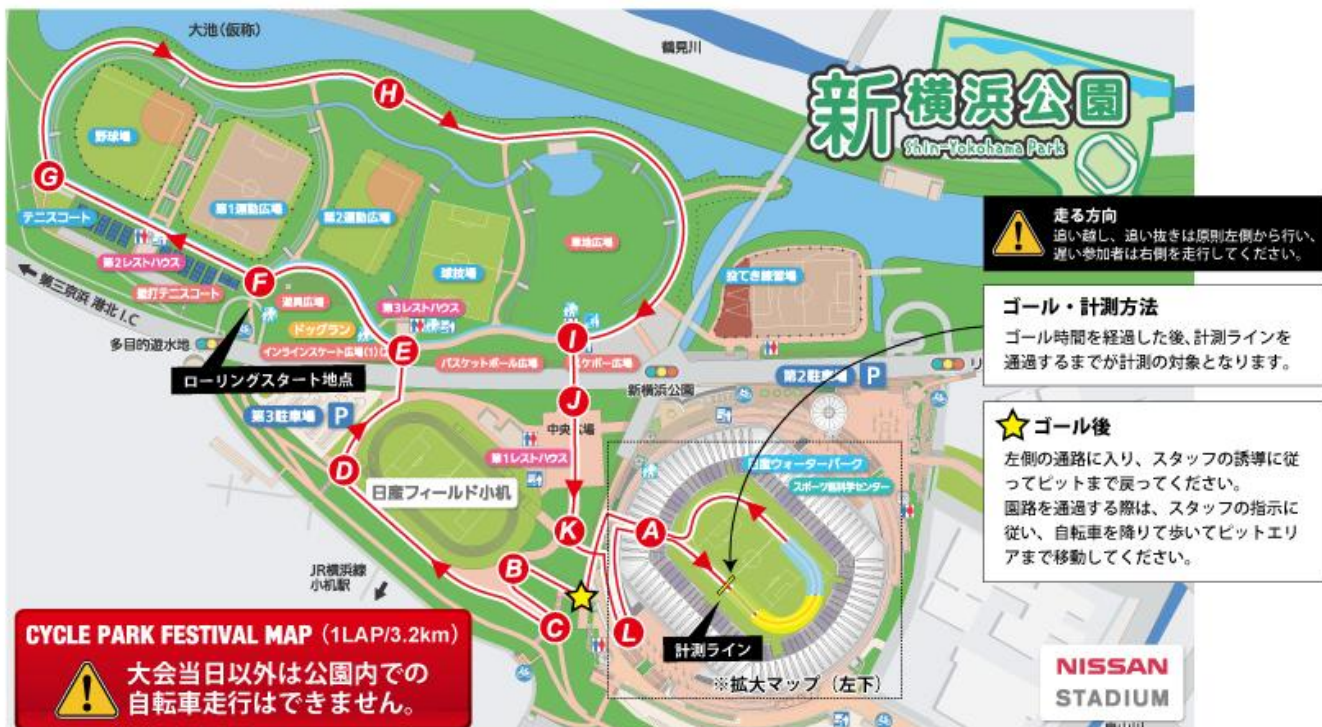 大池(仮称)
鶴見川
新横浜公園
Shin-Yokohama Park
H
野球場
G
テニスコート
第1運動広場
第2運動広場
草地広場
球技場
投てき練習場
第2レストハウス
F
壁打テニスコート
遊具広場
第3レストハウス
ドッグラン
インラインスケート広場(1)
E
I
バスケットボール広場
スケボー広場
第三京浜 港北 I.C
多目的遊水地
ローリングスタート地点
新横浜公園
第2駐車場 P
リ
第3駐車場 P
J
中央広場
第1レストハウス
D
日産フィールド小机
日産ウォーターパーク
スポーツ医科学センター
K
A
B
C
L
JR横浜線
小机駅
計測ライン
※拡大マップ（左下）
走る方向
追い越し、追い抜きは原則左側から行い、
遅い参加者は右側を走行してください。
ゴール・計測方法
ゴール時間を経過した後、計測ラインを
通過するまでが計測の対象となります。
ゴール後
左側の通路に入り、スタッフの誘導に従
ってピットまで戻ってください。
園路を通過する際は、スタッフの指示に
従い、自転車を降りて歩いてピットエリ
アまで移動してください。
CYCLE PARK FESTIVAL MAP (1LAP/3.2km)
大会当日以外は公園内での
自転車走行はできません。
NISSAN
STADIUM